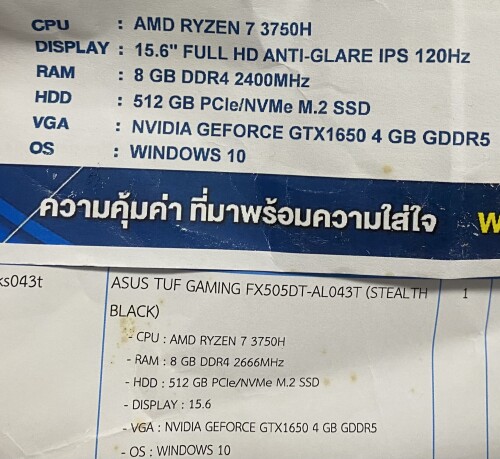 CPU : AMD RYZEN 7 3750H
DISPLAY : 15.6" FULL HD ANTI-GLARE IPS 120Hz
RAM : 8 GB DDR4 2400MHz
HDD : 512 GB PCIe/NVMe M.2 SSD
VGA : NVIDIA GEFORCE GTX1650 4 GB GDDR5
OS : WINDOWS 10
ความคุ้มค่า ที่มาพร้อมความใส่ใจ W
ks043t ASUS TUF GAMING FX505DT-AL043T (STEALTH 1
BLACK)
- CPU : AMD RYZEN 7 3750H
- RAM : 8 GB DDR4 2666MHz
- HDD : 512 GB PCIe/NVMe M.2 SSD
- DISPLAY : 15.6
- VGA : NVIDIA GEFORCE GTX1650 4 GB GDDR5
- OS : WINDOWS 10